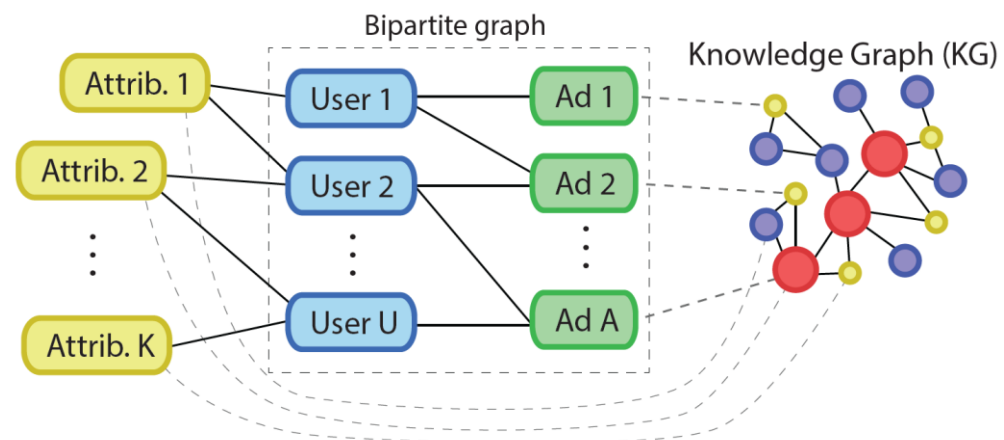 Bipartite graph
Knowledge Graph (KG)
Attrib. 1
User 1
Ad 1
Attrib. 2
User 2
Ad 2
Attrib. K
User U
Ad A